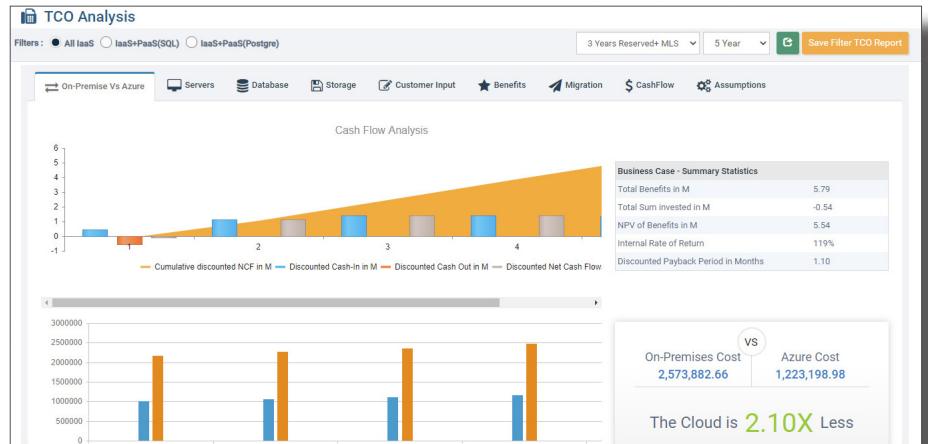 TCO Analysis
Filters : All IaaS IaaS+PaaS(SQL) IaaS+PaaS(Postgre) 3 Years Reserved+ MLS 5 Year Save Filter TCO Report
On-Premise Vs Azure Servers Database Storage Customer Input Benefits Migration CashFlow Assumptions
Cash Flow Analysis
6
5
4
3
2
1
0
-1
1 2 3 4
Cumulative discounted NCF in M Discounted Cash-In in M Discounted Cash Out in M Discounted Net Cash Flow
Business Case - Summary Statistics
Total Benefits in M 5.79
Total Sum invested in M -0.54
NPV of Benefits in M 5.54
Internal Rate of Return 119%
Discounted Payback Period in Months 1.10
3000000
2500000
2000000
1500000
1000000
500000
0
VS
On-Premises Cost Azure Cost
2,573,882.66 1,223,198.98
The Cloud is 2.10X Less